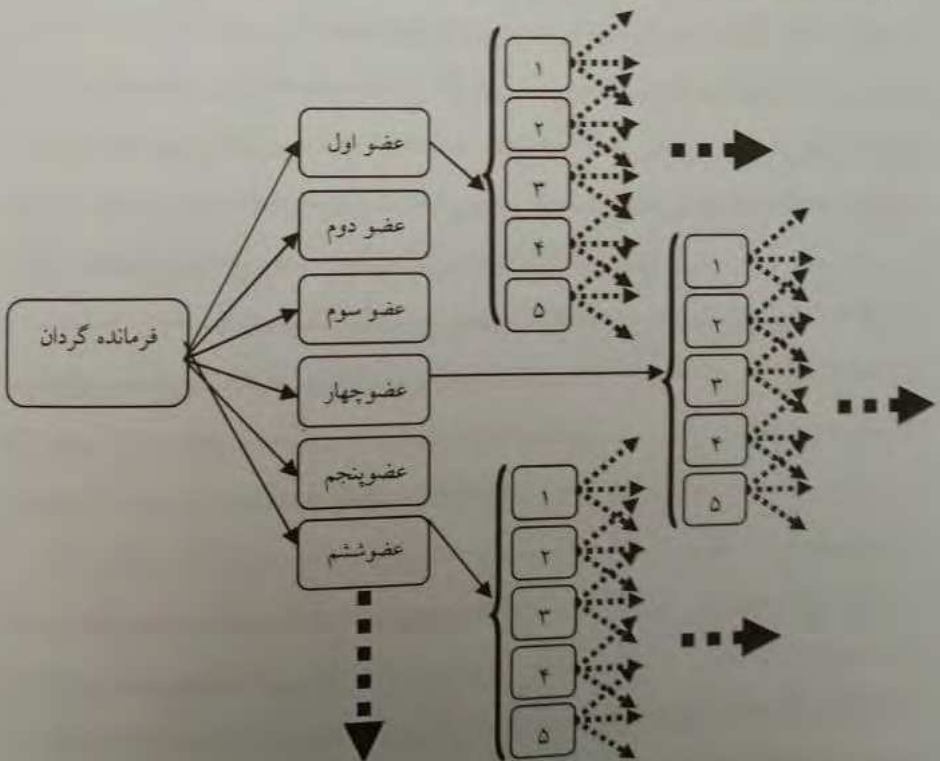 فرمانده گردان
عضو اول
عضو دوم
عضو سوم
عضوچهار
عضوپنجم
عضوششم
۱
۲
۳
۴
۵
۱
۲
۳
۴
۵
۱
۲
۳
۴
۵